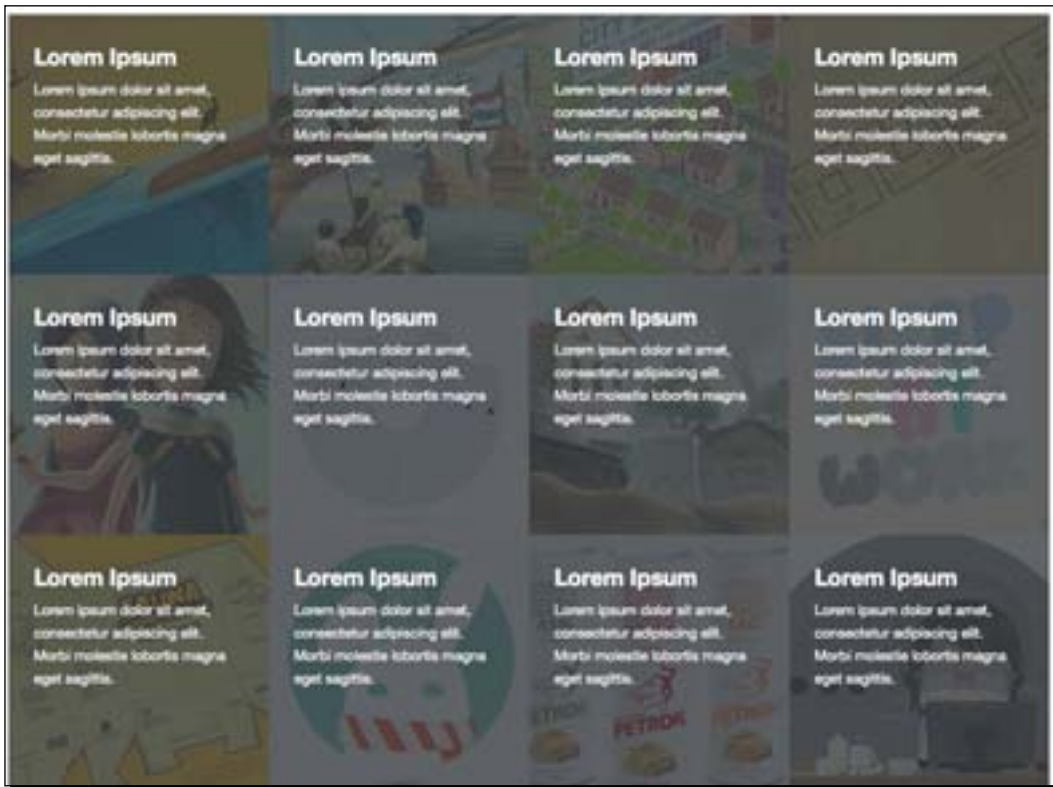 Lorem Ipsum
Lorem ipsum dolor sit amet,
consectetur adipiscing elit.
Morbi molestie lobortis magna
eget sagittis.
Lorem Ipsum
Lorem ipsum dolor sit amet,
consectetur adipiscing elit.
Morbi molestie lobortis magna
eget sagittis.
CITY
Lorem Ipsum
Lorem ipsum dolor sit amet,
consectetur adipiscing elit.
Morbi molestie lobortis magna
eget sagittis.
Lorem Ipsum
Lorem ipsum dolor sit amet,
consectetur adipiscing elit.
Morbi molestie lobortis magna
eget sagittis.
Lorem Ipsum
Lorem ipsum dolor sit amet,
consectetur adipiscing elit.
Morbi molestie lobortis magna
eget sagittis.
Lorem Ipsum
Lorem ipsum dolor sit amet,
consectetur adipiscing elit.
Morbi molestie lobortis magna
eget sagittis.
Lorem Ipsum
Lorem ipsum dolor sit amet,
consectetur adipiscing elit.
Morbi molestie lobortis magna
eget sagittis.
Lorem Ipsum
Lorem ipsum dolor sit amet,
consectetur adipiscing elit.
Morbi molestie lobortis magna
eget sagittis.
WORK
Lorem Ipsum
Lorem ipsum dolor sit amet,
consectetur adipiscing elit.
Morbi molestie lobortis magna
eget sagittis.
Lorem Ipsum
Lorem ipsum dolor sit amet,
consectetur adipiscing elit.
Morbi molestie lobortis magna
eget sagittis.
Lorem Ipsum
Lorem ipsum dolor sit amet,
consectetur adipiscing elit.
Morbi molestie lobortis magna
eget sagittis.
PETRON
Lorem Ipsum
Lorem ipsum dolor sit amet,
consectetur adipiscing elit.
Morbi molestie lobortis magna
eget sagittis.